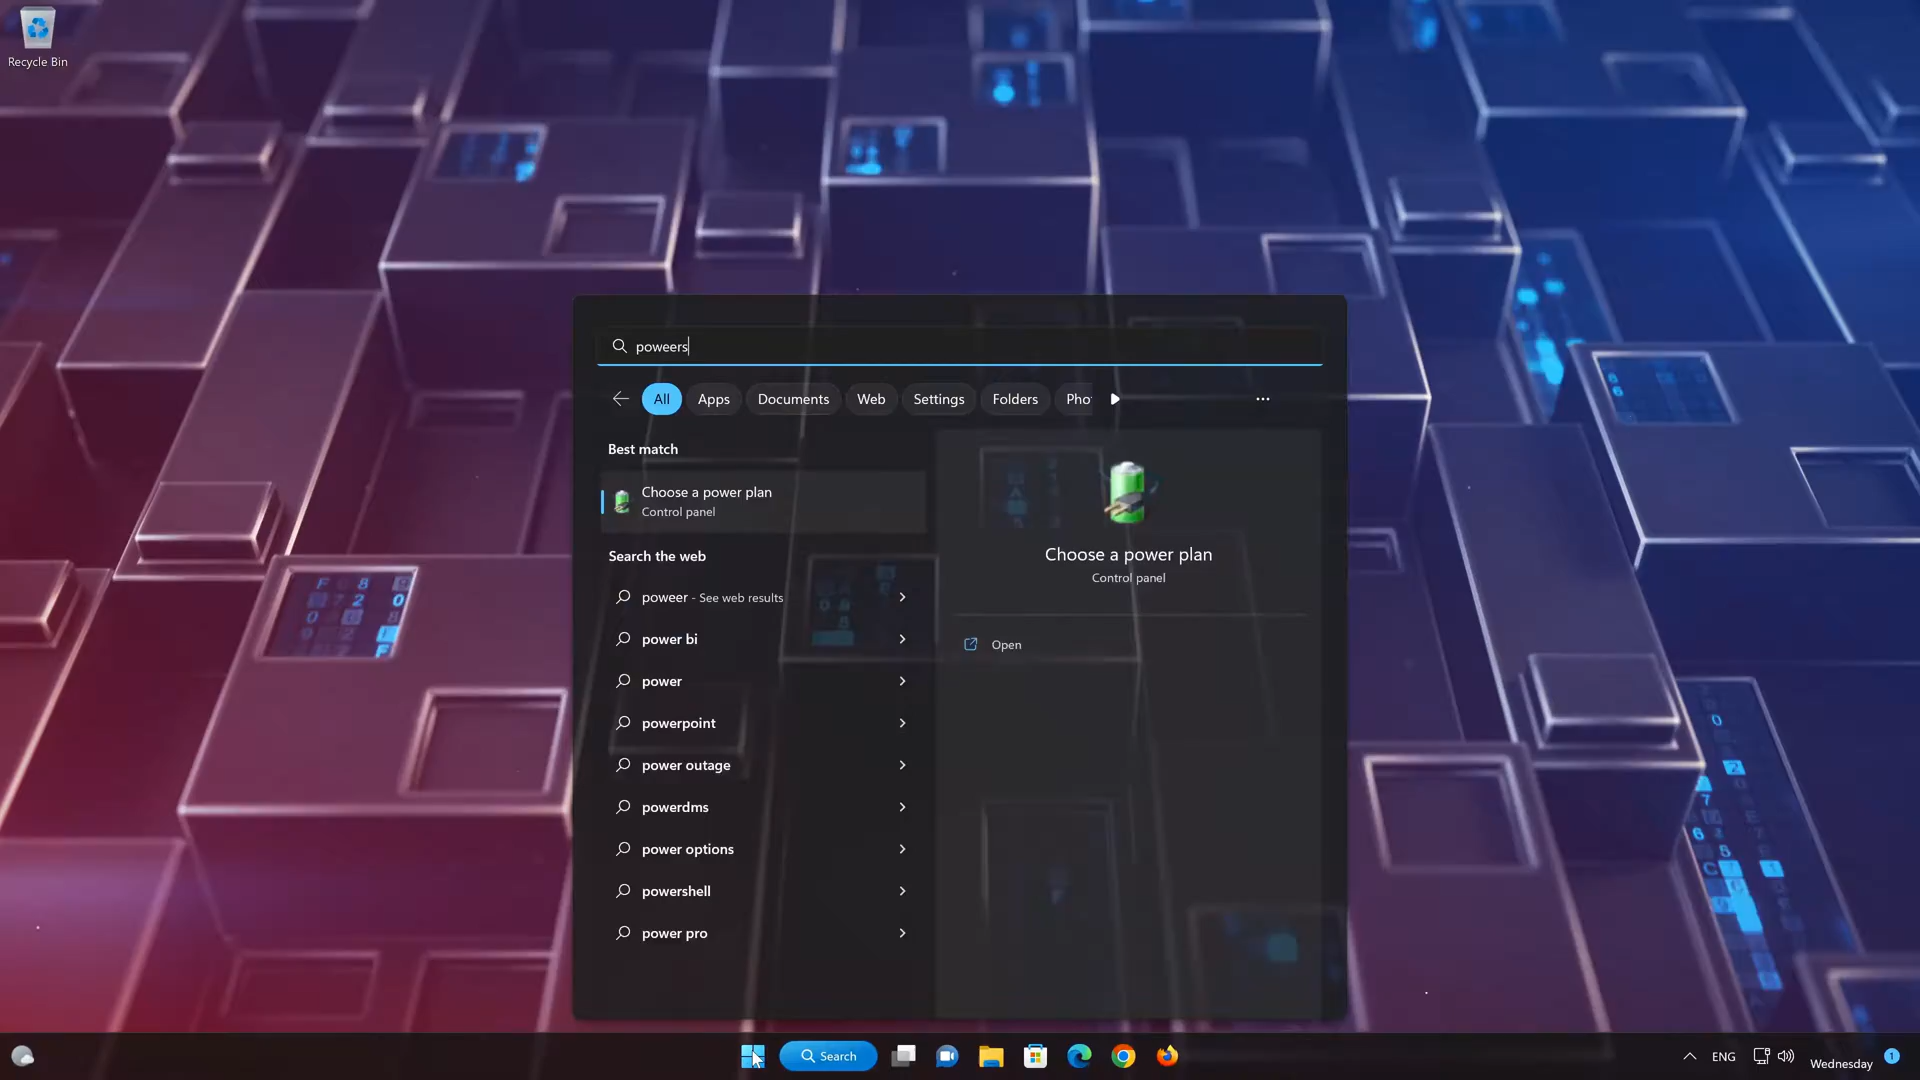 Recycle Bin
poweers
All
Apps
Documents
Web
Settings
Folders
Pho
Best match
Choose a power plan
Control panel
Search the web
poweer - See web results
power bi
power
powerpoint
power outage
powerdms
power options
powershell
power pro
Choose a power plan
Control panel
Open
Search
ENG
Wednesday
1